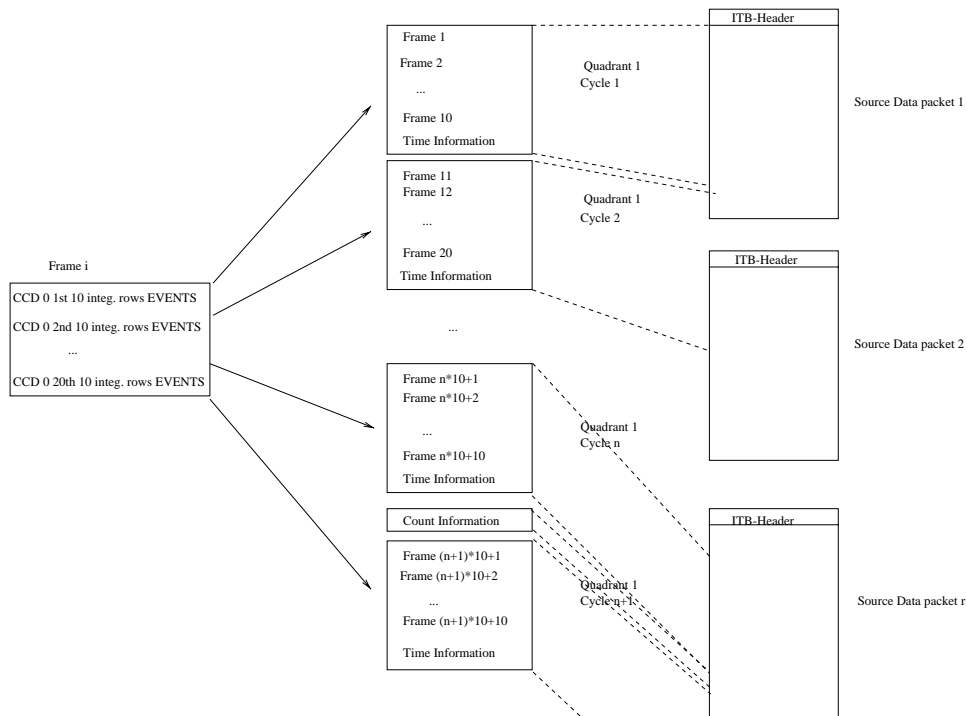 Frame i
CCD 0 1st 10 integ. rows EVENTS
CCD 0 2nd 10 integ. rows EVENTS
...
CCD 0 20th 10 integ. rows EVENTS
Frame 1
Frame 2
...
Frame 10
Time Information
Frame 11
Frame 12
...
Frame 20
Time Information
...
Frame n*10+1
Frame n*10+2
...
Frame n*10+10
Time Information
Count Information
Frame (n+1)*10+1
Frame (n+1)*10+2
...
Frame (n+1)*10+10
Time Information
Quadrant 1
Cycle 1
Quadrant 1
Cycle 2
Quadrant 1
Cycle n
Quadrant 1
Cycle n+1
ITB-Header
Source Data packet 1
ITB-Header
Source Data packet 2
ITB-Header
Source Data packet r